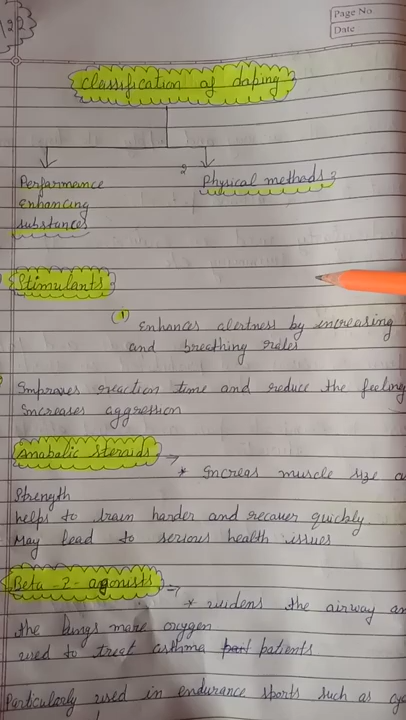 Page No.
Date
Classification of doping
Performance
enhancing
substances
2 Physical methods :
Stimulants
1 Enhances alertness by increasing
and breathing rates
Improves reaction time and reduce the feeling
Increases aggression
Anabolic Steroids →
* Increas muscle size a
Strength
helps to train harder and recover quickly
May lead to serious health issues
Beta-2-agonists →
* widens the airway an
the lungs more oxygen
used to treat asthma patients
Particularly used in endurance sports such as